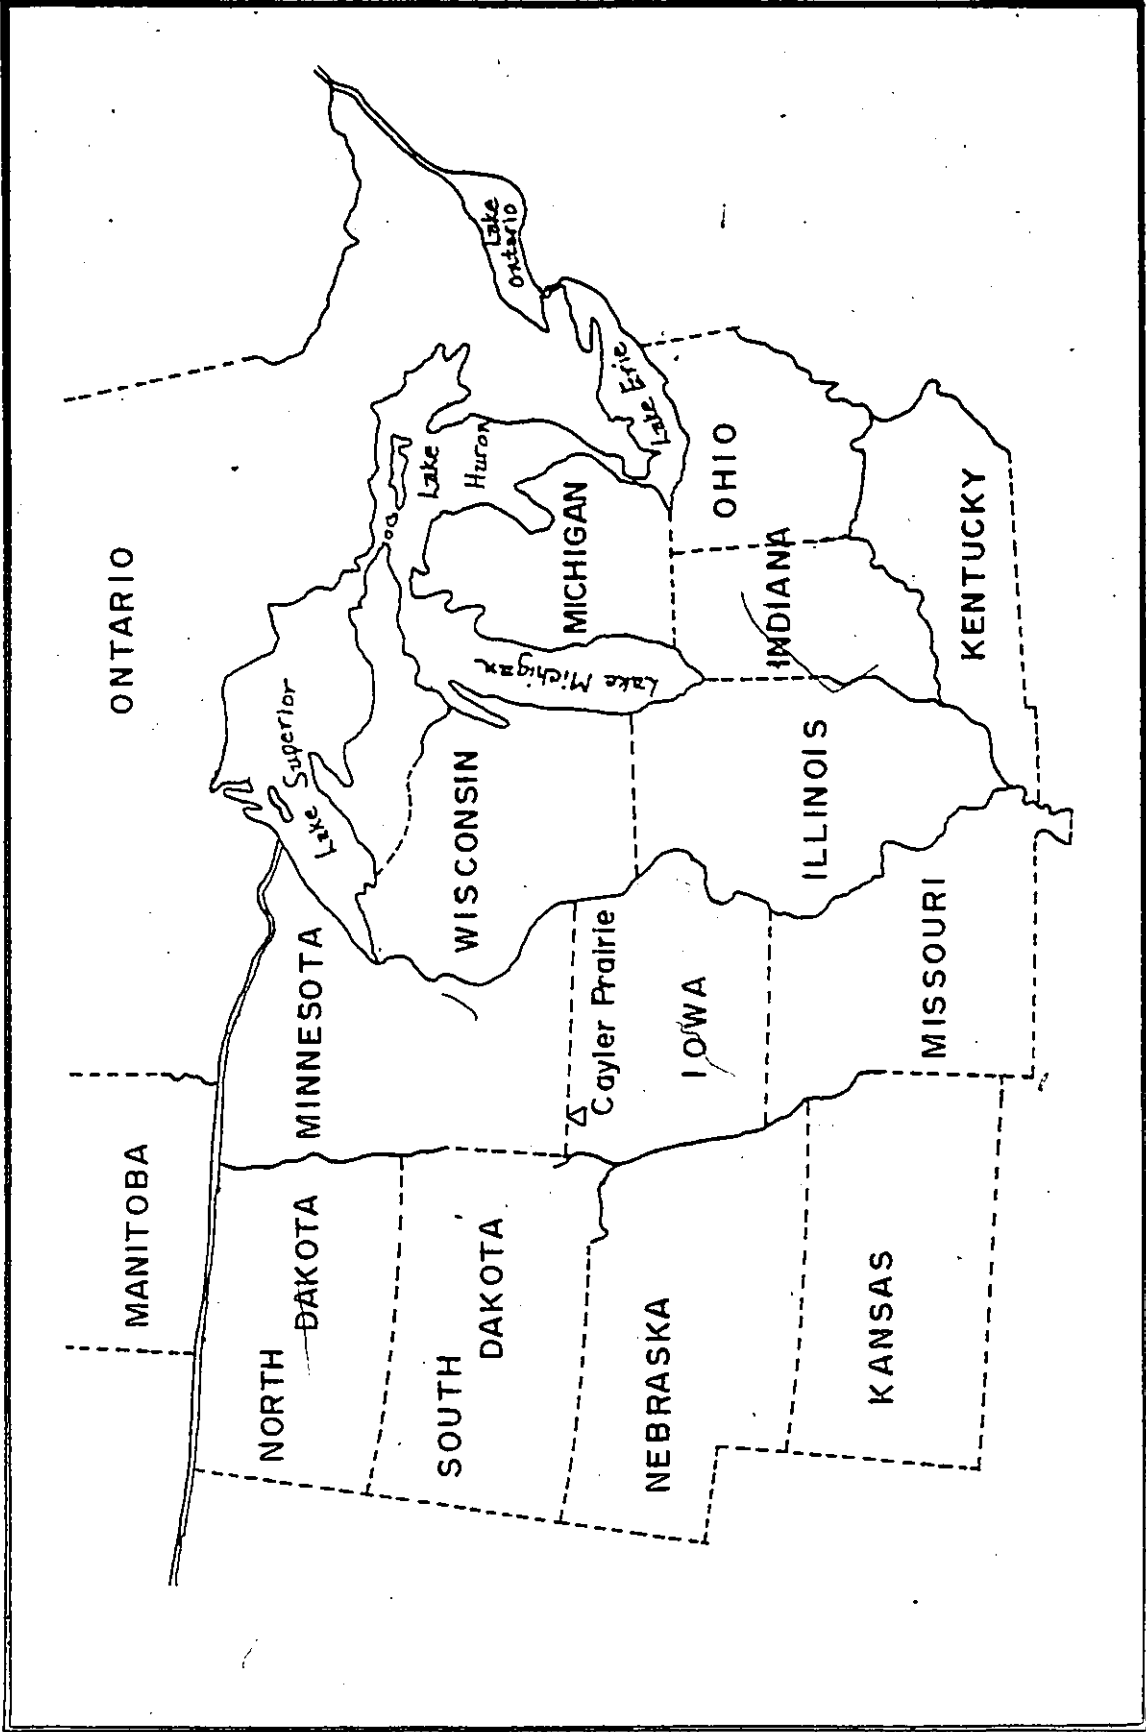 MANITOBA
ONTARIO
NORTH
DAKOTA
MINNESOTA
Lake Superior
Lake
Huron
Lake
Ontario
SOUTH
DAKOTA
WISCONSIN
Lake Michigan
MICHIGAN
Lake Erie
Cayler Prairie
NEBRASKA
IOWA
ILLINOIS
INDIANA
OHIO
KANSAS
MISSOURI
KENTUCKY